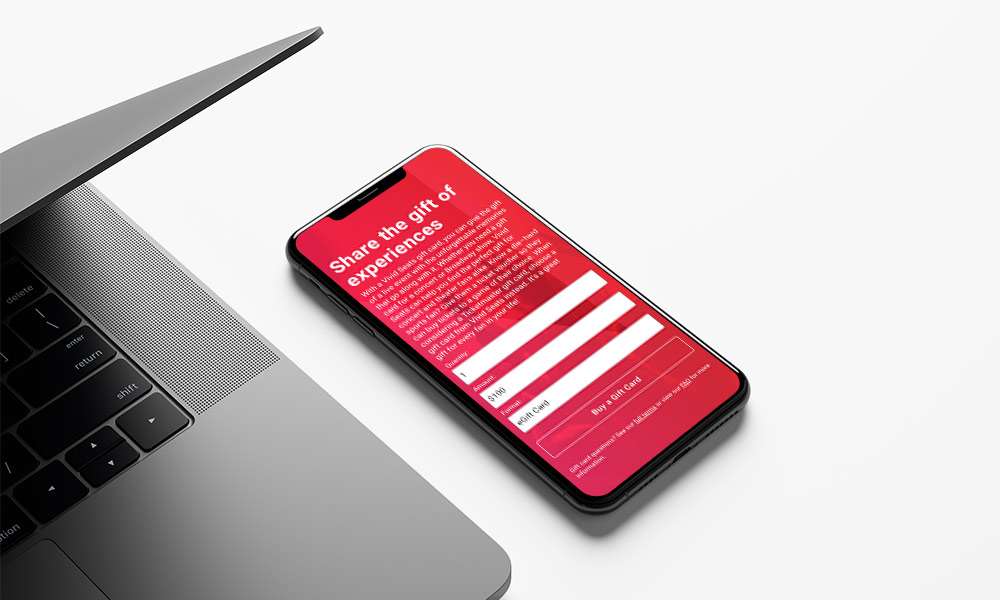 Share the gift of
experiences
With a Vivid Seats gift card, you can give the gift
of a live event with the unforgettable memories
that go along with it. Whether you need a gift
card for a concert or Broadway show, Vivid
Seats can help you find the perfect gift for
concert and theater fans alike. Know a die-hard
sports fan? Give them a ticket voucher so they
can buy tickets to a game of their choice. When
considering a Ticketmaster gift card, choose a
gift card from Vivid Seats instead. It's a great
gift for every fan in your life!
Quantity:
1
Amount:
$100
Format:
eGift Card
Buy a Gift Card
Gift card questions? See our full terms or view our FAQ for more
information.
delete
\
enter
return
shift
/
option